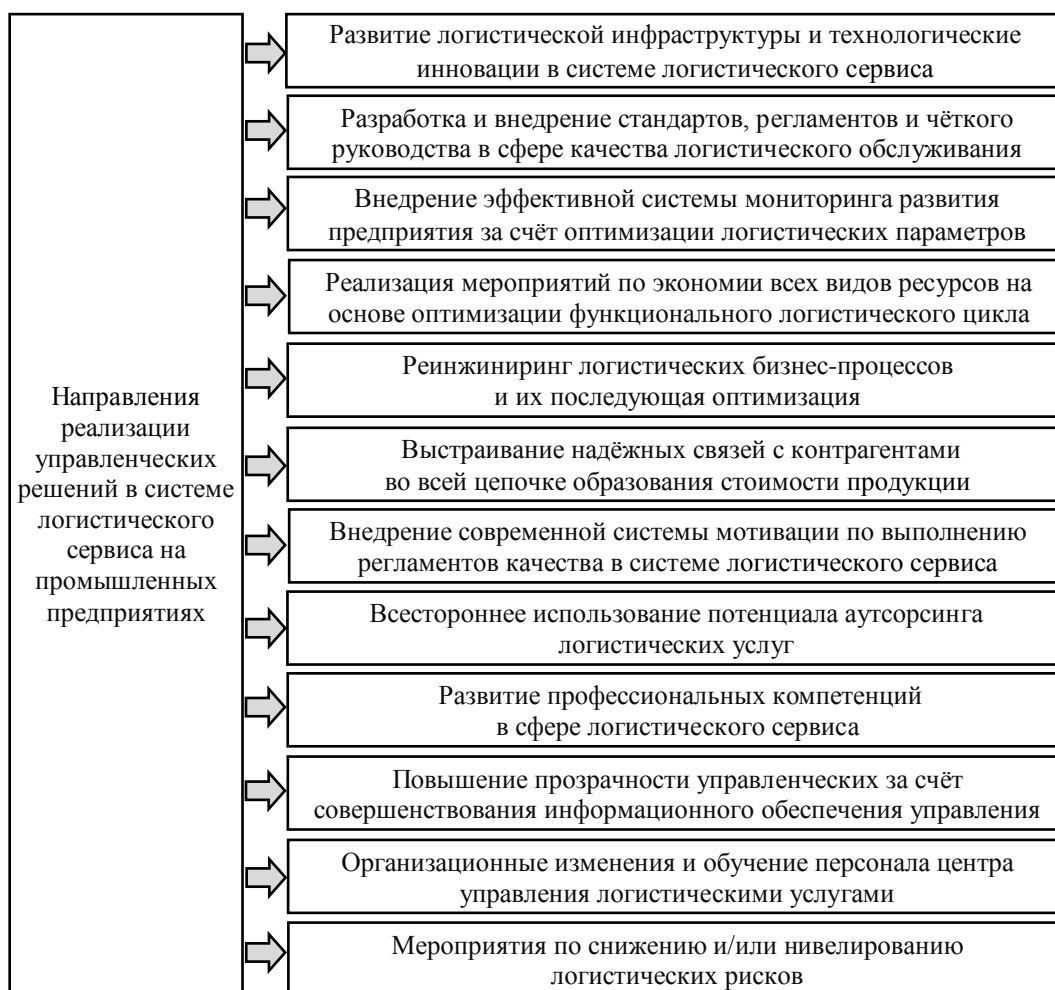 Направления
реализации
управленческих
решений в системе
логистического
сервиса на
промышленных
предприятиях
Развитие логистической инфраструктуры и технологические
инновации в системе логистического сервиса
Разработка и внедрение стандартов, регламентов и чёткого
руководства в сфере качества логистического обслуживания
Внедрение эффективной системы мониторинга развития
предприятия за счёт оптимизации логистических параметров
Реализация мероприятий по экономии всех видов ресурсов на
основе оптимизации функционального логистического цикла
Реинжиниринг логистических бизнес-процессов
и их последующая оптимизация
Выстраивание надёжных связей с контрагентами
во всей цепочке образования стоимости продукции
Внедрение современной системы мотивации по выполнению
регламентов качества в системе логистического сервиса
Всестороннее использование потенциала аутсорсинга
логистических услуг
Развитие профессиональных компетенций
в сфере логистического сервиса
Повышение прозрачности управленческих за счёт
совершенствования информационного обеспечения управления
Организационные изменения и обучение персонала центра
управления логистическими услугами
Мероприятия по снижению и/или нивелированию
логистических рисков